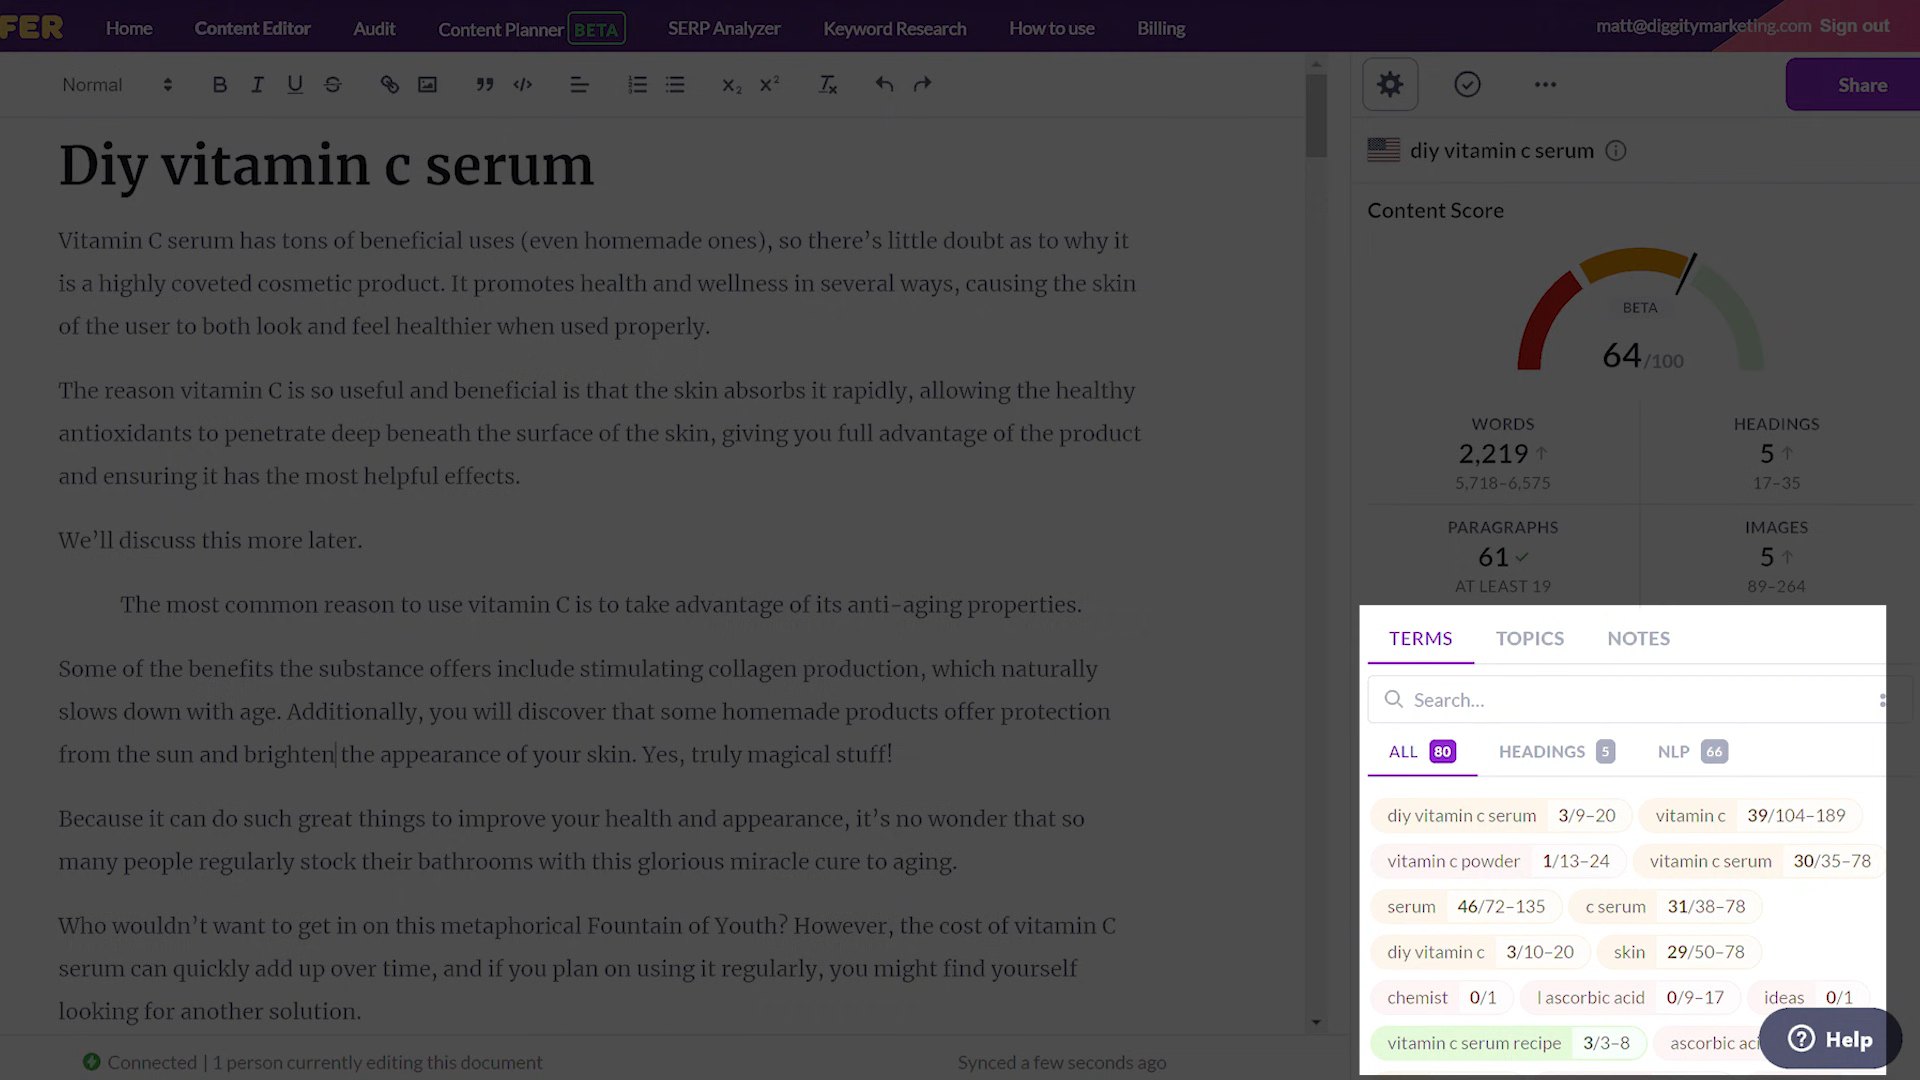 FER Home Content Editor Audit Content Planner BETA SERP Analyzer Keyword Research How to use Billing matt@diggitymarketing.com Sign out
Normal
Share
diy vitamin c serum
Diy vitamin c serum
Vitamin C serum has tons of beneficial uses (even homemade ones), so there’s little doubt as to why it
is a highly coveted cosmetic product. It promotes health and wellness in several ways, causing the skin
of the user to both look and feel healthier when used properly.
The reason vitamin C is so useful and beneficial is that the skin absorbs it rapidly, allowing the healthy
antioxidants to penetrate deep beneath the surface of the skin, giving you full advantage of the product
and ensuring it has the most helpful effects.
We’ll discuss this more later.
The most common reason to use vitamin C is to take advantage of its anti-aging properties.
Some of the benefits the substance offers include stimulating collagen production, which naturally
slows down with age. Additionally, you will discover that some homemade products offer protection
from the sun and brighten the appearance of your skin. Yes, truly magical stuff!
Because it can do such great things to improve your health and appearance, it’s no wonder that so
many people regularly stock their bathrooms with this glorious miracle cure to aging.
Who wouldn’t want to get in on this metaphorical Fountain of Youth? However, the cost of vitamin C
serum can quickly add up over time, and if you plan on using it regularly, you might find yourself
looking for another solution.
Connected | 1 person currently editing this document
Synced a few seconds ago
Content Score
BETA
64/100
WORDS HEADINGS
2,219 5
5,718–6,575 17–35
PARAGRAPHS IMAGES
61 5
AT LEAST 19 89–264
TERMS TOPICS NOTES
Search...
ALL 80 HEADINGS 5 NLP 66
diy vitamin c serum 3/9–20 vitamin c 39/104–189
vitamin c powder 1/13–24 vitamin c serum 30/35–78
serum 46/72–135 c serum 31/38–78
diy vitamin c 3/10–20 skin 29/50–78
chemist 0/1 l ascorbic acid 0/9–17 ideas 0/1
vitamin c serum recipe 3/3–8 ascorbic aci
Help